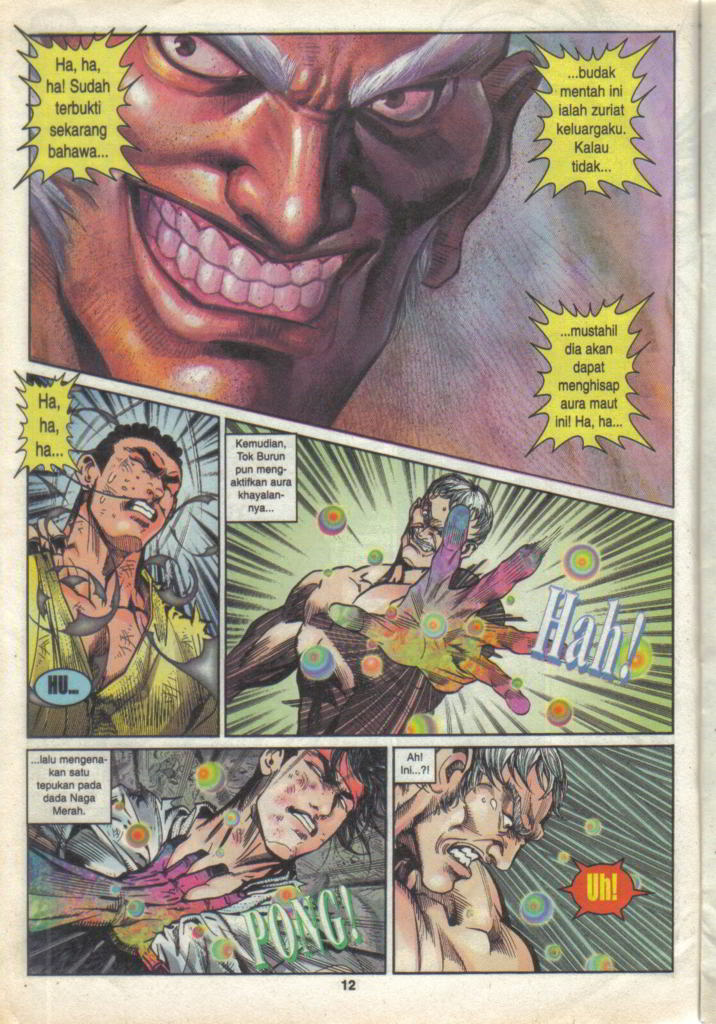 Ha, ha,
ha! Sudah
terbukti
sekarang
bahawa...
...budak
mentah ini
ialah zuriat
keluargaku.
Kalau
tidak...
...mustahil
dia akan
dapat
menghisap
aura maut
ini! Ha, ha...
Ha,
ha,
ha...
HU...
Kemudian,
Tok Burun
pun meng-
aktifkan aura
khayalan-
nya...
Hah!
...lalu mengena-
kan satu
tepukan pada
dada Naga
Merah.
PONG!
Ah!
Ini...?!
Uh!
12